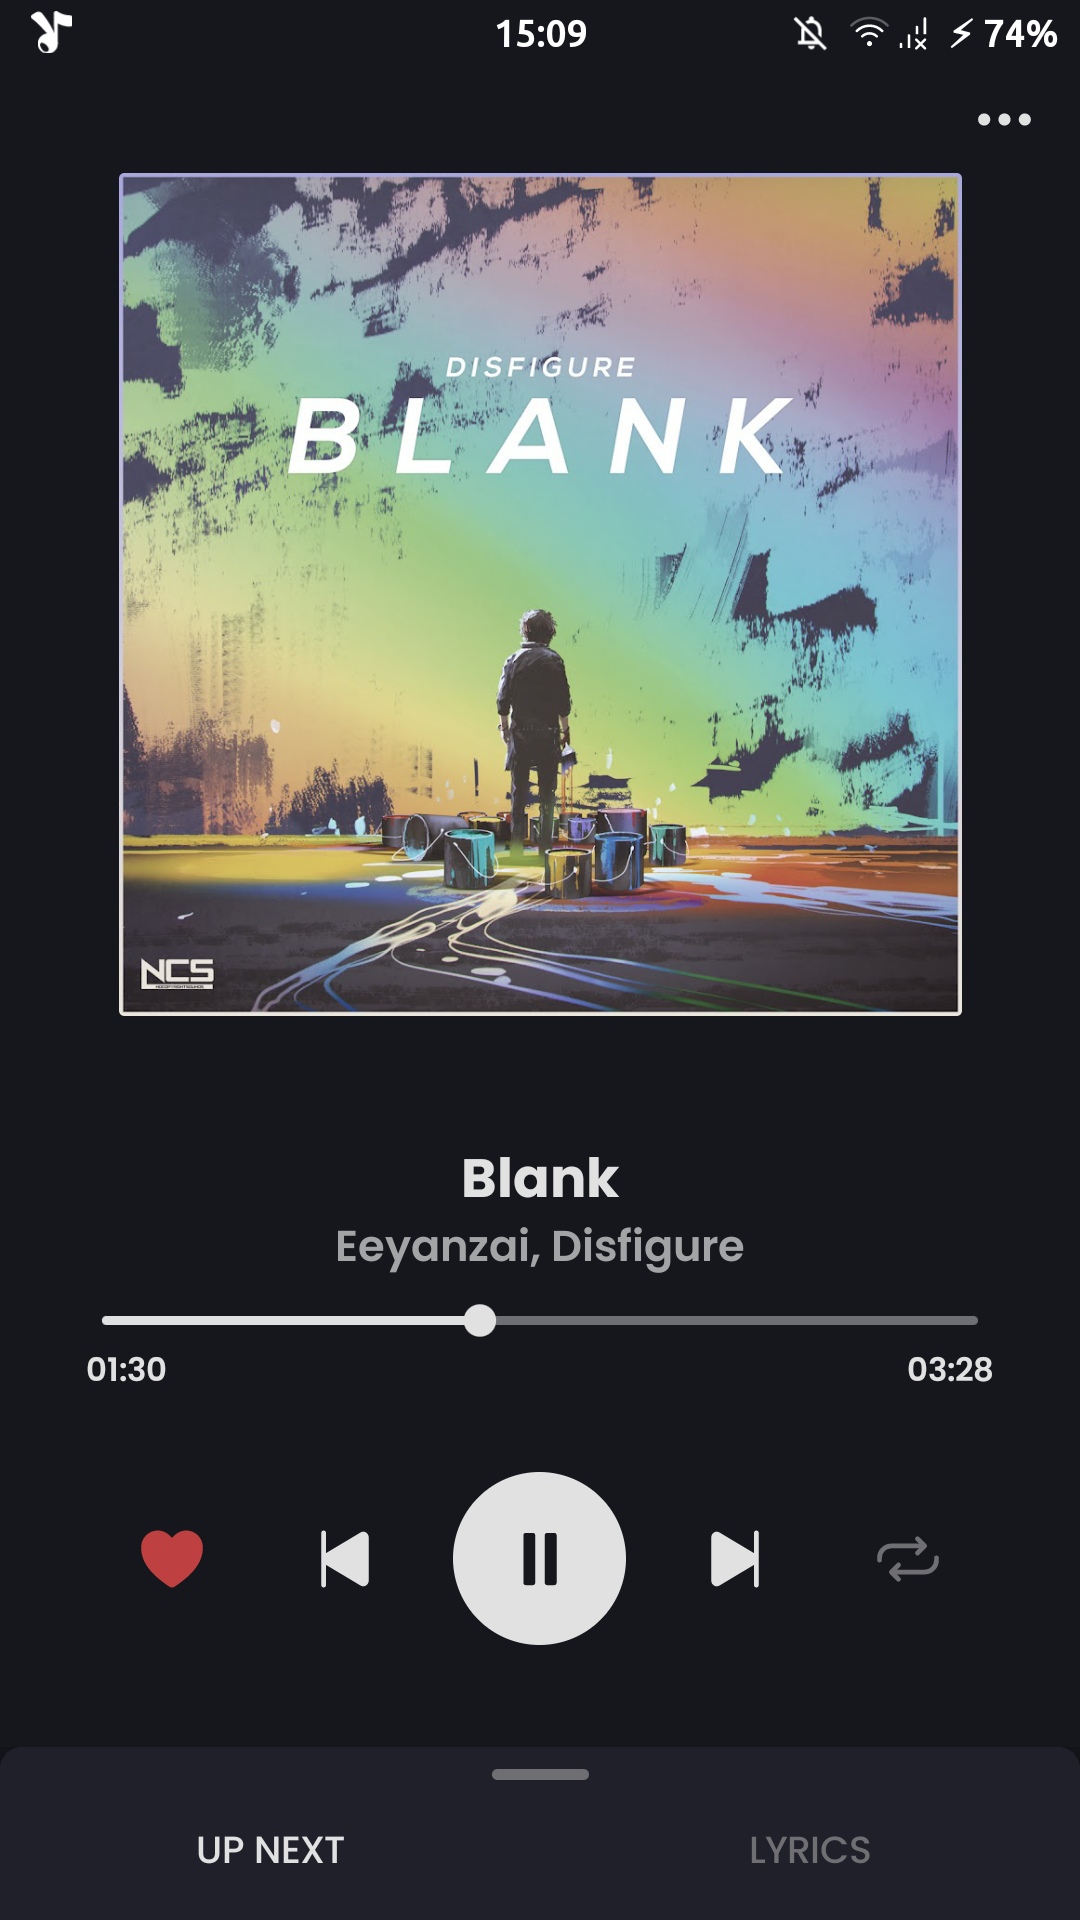 15:09
74%
DISFIGURE
BLANK
NCS
Blank
Eeyanzai, Disfigure
01:30
03:28
UP NEXT
LYRICS